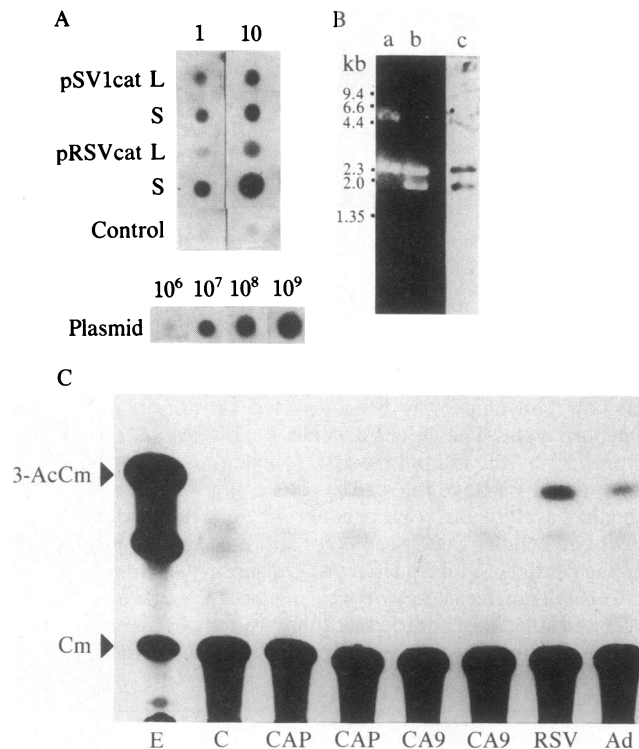 A
1 10
pSV1cat L
S
pRSVcat L
S
Control
10⁶ 10⁷ 10⁸ 10⁹
Plasmid
B
a b c
kb
9.4
6.6
4.4
2.3
2.0
1.35
C
3-AcCm
Cm
E C CAP CAP CA9 CA9 RSV Ad